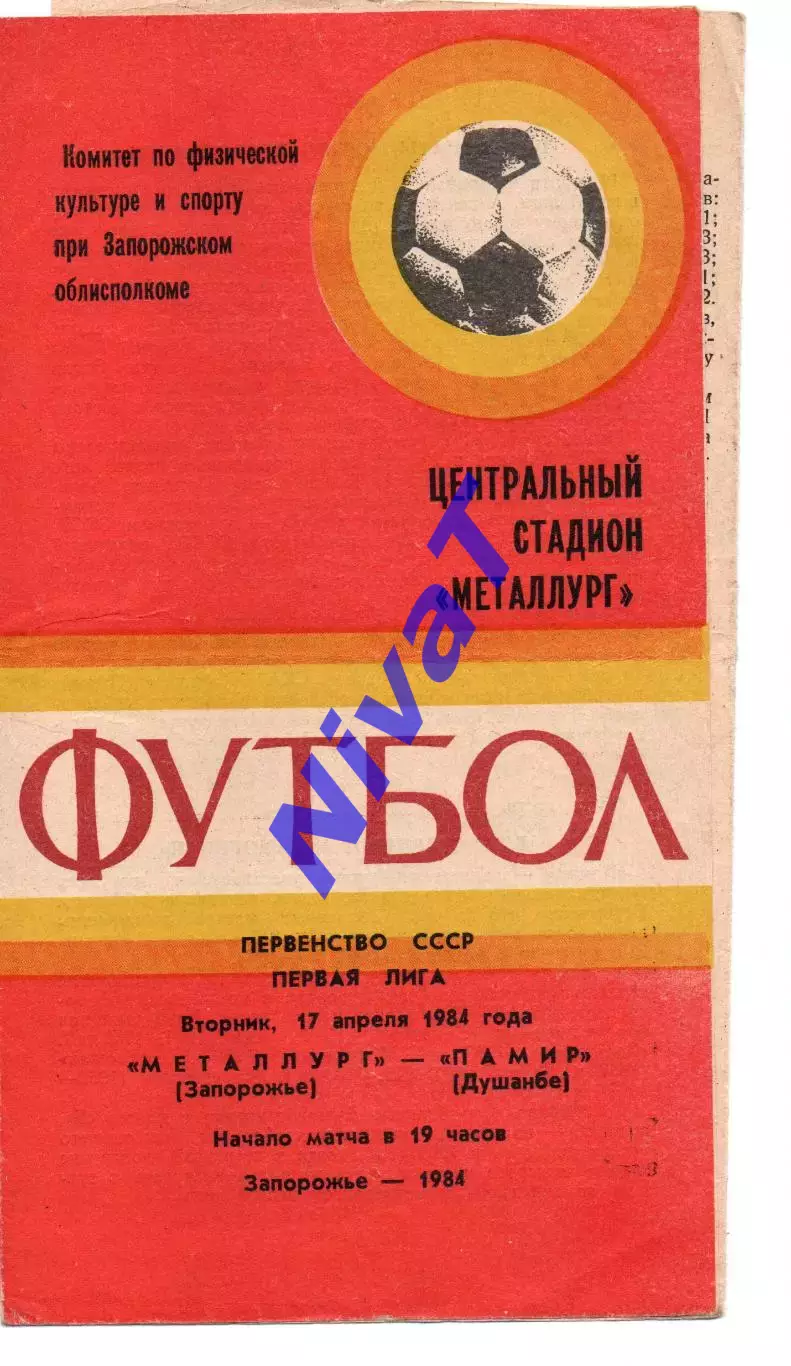 Комитет по физической
культуре и спорту
при Запорожском
облисполкоме
ЦЕНТРАЛЬНЫЙ
СТАДИОН
«МЕТАЛЛУРГ»
ФУТБОЛ
NivaT
ПЕРВЕНСТВО СССР
ПЕРВАЯ ЛИГА
Вторник, 17 апреля 1984 года
«МЕТАЛЛУРГ» — «ПАМИР»
(Запорожье) (Душанбе)
Начало матча в 19 часов
Запорожье — 1984